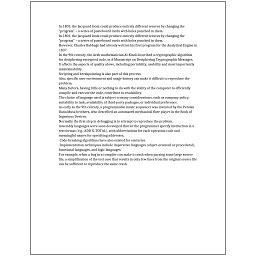 In 1801, the Jacquard loom could produce entirely different weaves by changing the
"program" – a series of pasteboard cards with holes punched in them.
In 1801, the Jacquard loom could produce entirely different weaves by changing the
"program" – a series of pasteboard cards with holes punched in them.
However, Charles Babbage had already written his first program for the Analytical Engine in
1837.
In the 9th century, the Arab mathematician Al-Kindi described a cryptographic algorithm
for deciphering encrypted code, in A Manuscript on Deciphering Cryptographic Messages.
It affects the aspects of quality above, including portability, usability and most importantly
maintainability.
Scripting and breakpointing is also part of this process.
Also, specific user environment and usage history can make it difficult to reproduce the
problem.
Many factors, having little or nothing to do with the ability of the computer to efficiently
compile and execute the code, contribute to readability.
The choice of language used is subject to many considerations, such as company policy,
suitability to task, availability of third-party packages, or individual preference.
As early as the 9th century, a programmable music sequencer was invented by the Persian
Banu Musa brothers, who described an automated mechanical flute player in the Book of
Ingenious Devices.
Normally the first step in debugging is to attempt to reproduce the problem.
Assembly languages were soon developed that let the programmer specify instruction in a
text format (e.g., ADD X, TOTAL), with abbreviations for each operation code and
meaningful names for specifying addresses.
Code-breaking algorithms have also existed for centuries.
Implementation techniques include imperative languages (object-oriented or procedural),
functional languages, and logic languages.
For example, when a bug in a compiler can make it crash when parsing some large source
file, a simplification of the test case that results in only few lines from the original source file
can be sufficient to reproduce the same crash.